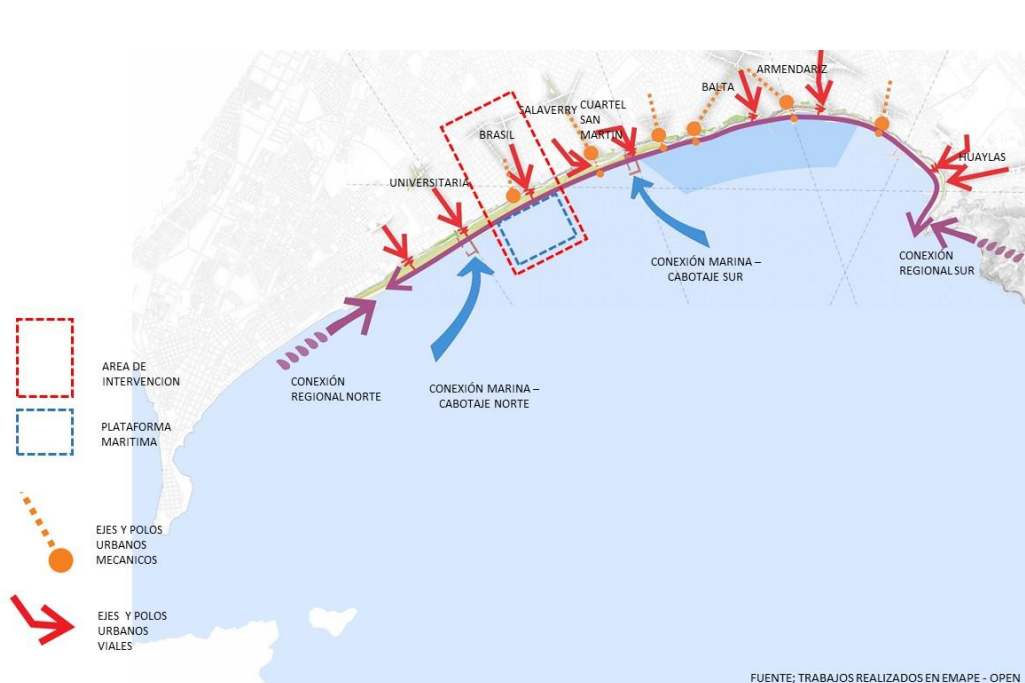 ARMENDARIZ
BALTA
SALAVERRY
CUARTEL
SAN
MARTIN
BRASIL
HUAYLAS
UNIVERSITARIA
CONEXIÓN
REGIONAL SUR
CONEXIÓN MARINA –
CABOTAJE SUR
CONEXIÓN
REGIONAL NORTE
CONEXIÓN MARINA –
CABOTAJE NORTE
AREA DE
INTERVENCION
PLATAFORMA
MARITIMA
EJES Y POLOS
URBANOS
MECANICOS
EJES Y POLOS
URBANOS
VIALES
FUENTE; TRABAJOS REALIZADOS EN EMAPE - OPEN